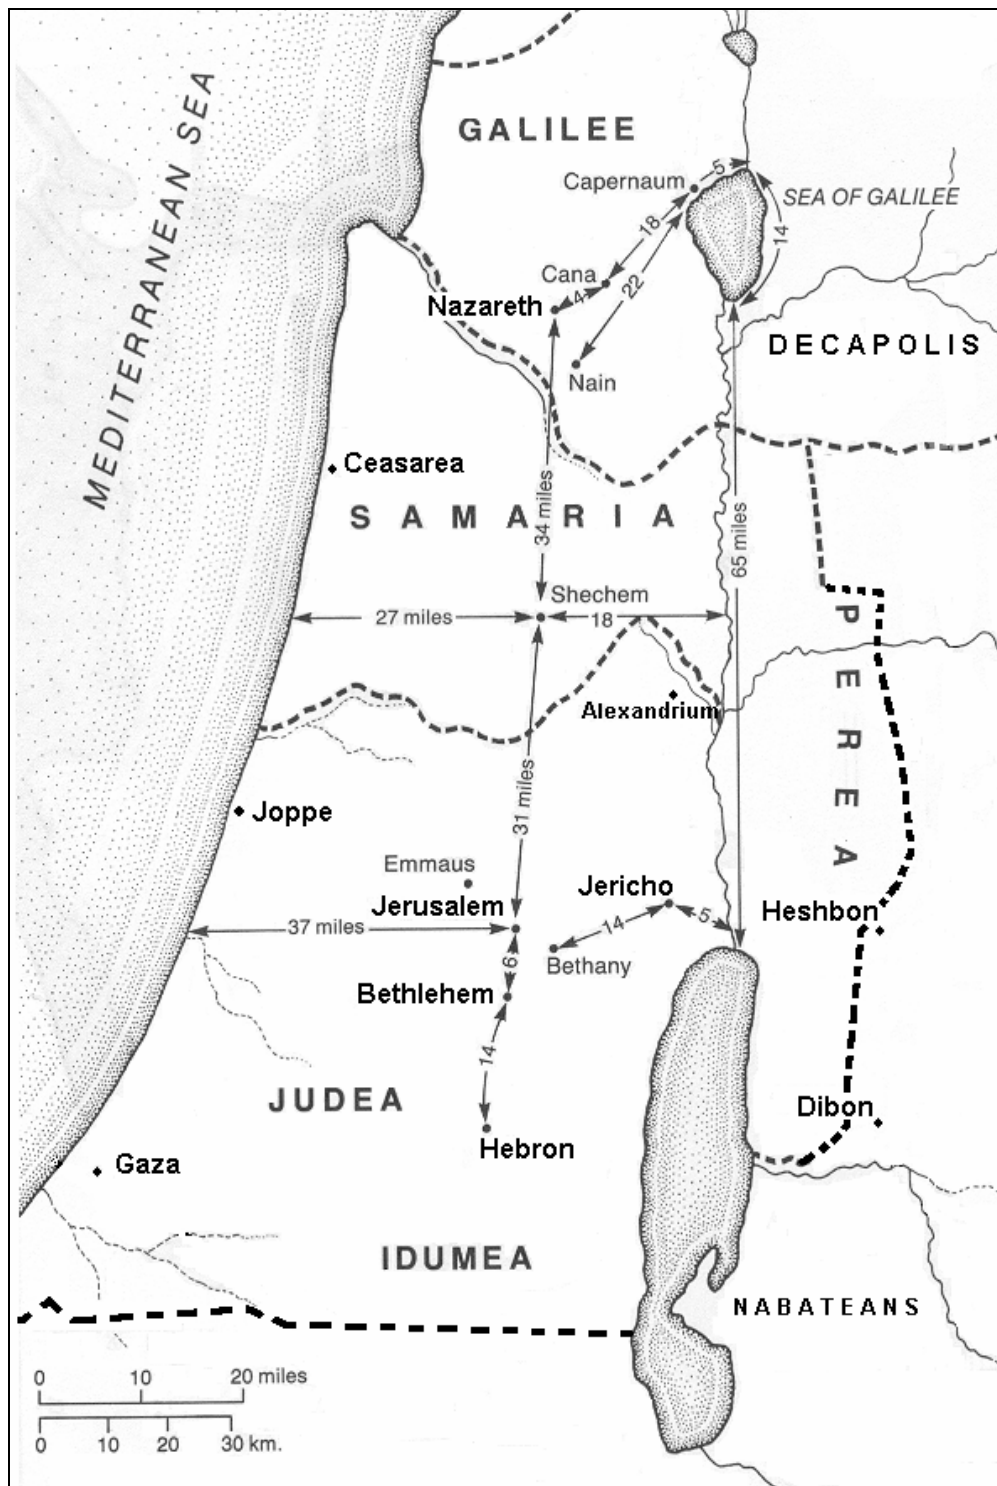 GALILEE
MEDITERRANEAN SEA
Capernaum
5
SEA OF GALILEE
18
14
Cana
22
4
Nazareth
DECAPOLIS
Nain
Ceasarea
34 miles
SAMARIA
65 miles
Shechem
27 miles
18
PEREA
Alexandrium
31 miles
Joppe
Emmaus
Jericho
Jerusalem
Heshbon
37 miles
14
5
Bethany
6
Bethlehem
14
JUDEA
Dibon
Hebron
Gaza
IDUMEA
NABATEANS
0 10 20 miles
0 10 20 30 km.